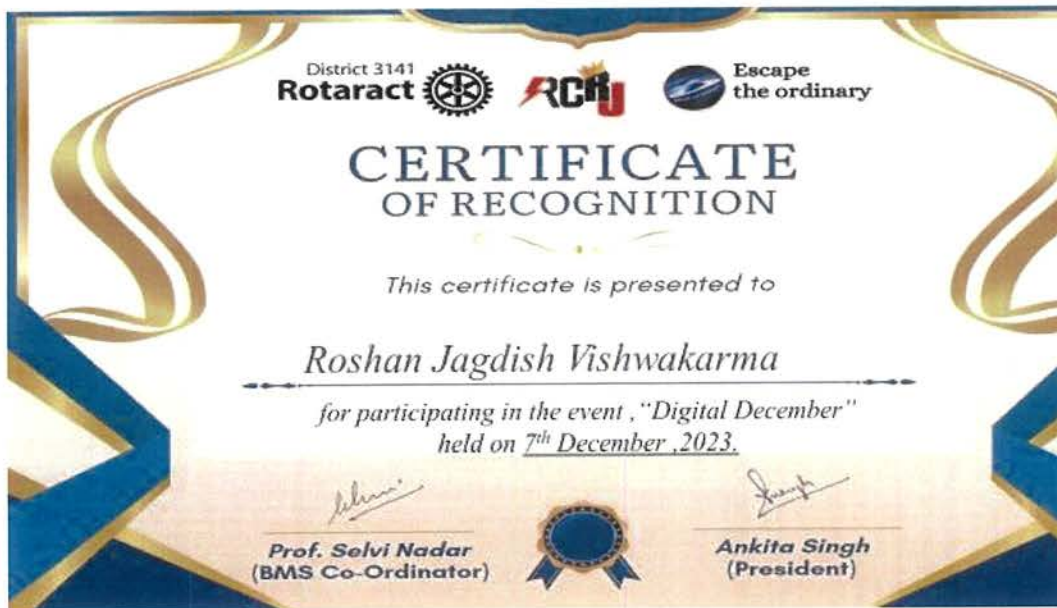 District 3141
Rotaract
RCRJ
Escape
the ordinary
CERTIFICATE
OF RECOGNITION
This certificate is presented to
Roshan Jagdish Vishwakarma
for participating in the event , “Digital December”
held on 7th December ,2023.
Prof. Selvi Nadar
(BMS Co-Ordinator)
Ankita Singh
(President)